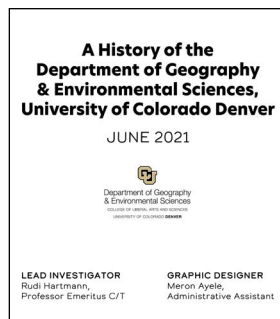 A History of the
Department of Geography
& Environmental Sciences,
University of Colorado Denver
JUNE 2021
Department of Geography
& Environmental Sciences
COLLEGE OF LIBERAL ARTS AND SCIENCES
UNIVERSITY OF COLORADO DENVER
LEAD INVESTIGATOR
Rudi Hartmann,
Professor Emeritus C/T
GRAPHIC DESIGNER
Meron Ayele,
Administrative Assistant